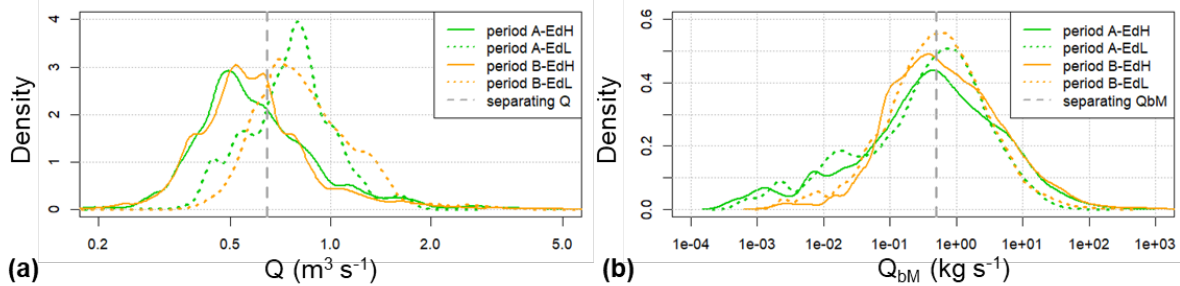 4
3
2
1
0
Density
period A-EdH
period A-EdL
period B-EdH
period B-EdL
separating Q
0.2 0.5 1.0 2.0 5.0
(a) Q (m³ s⁻¹)
0.6
0.4
0.2
0.0
Density
period A-EdH
period A-EdL
period B-EdH
period B-EdL
separating QbM
1e-04 1e-03 1e-02 1e-01 1e+00 1e+01 1e+02 1e+03
(b) QbM (kg s⁻¹)